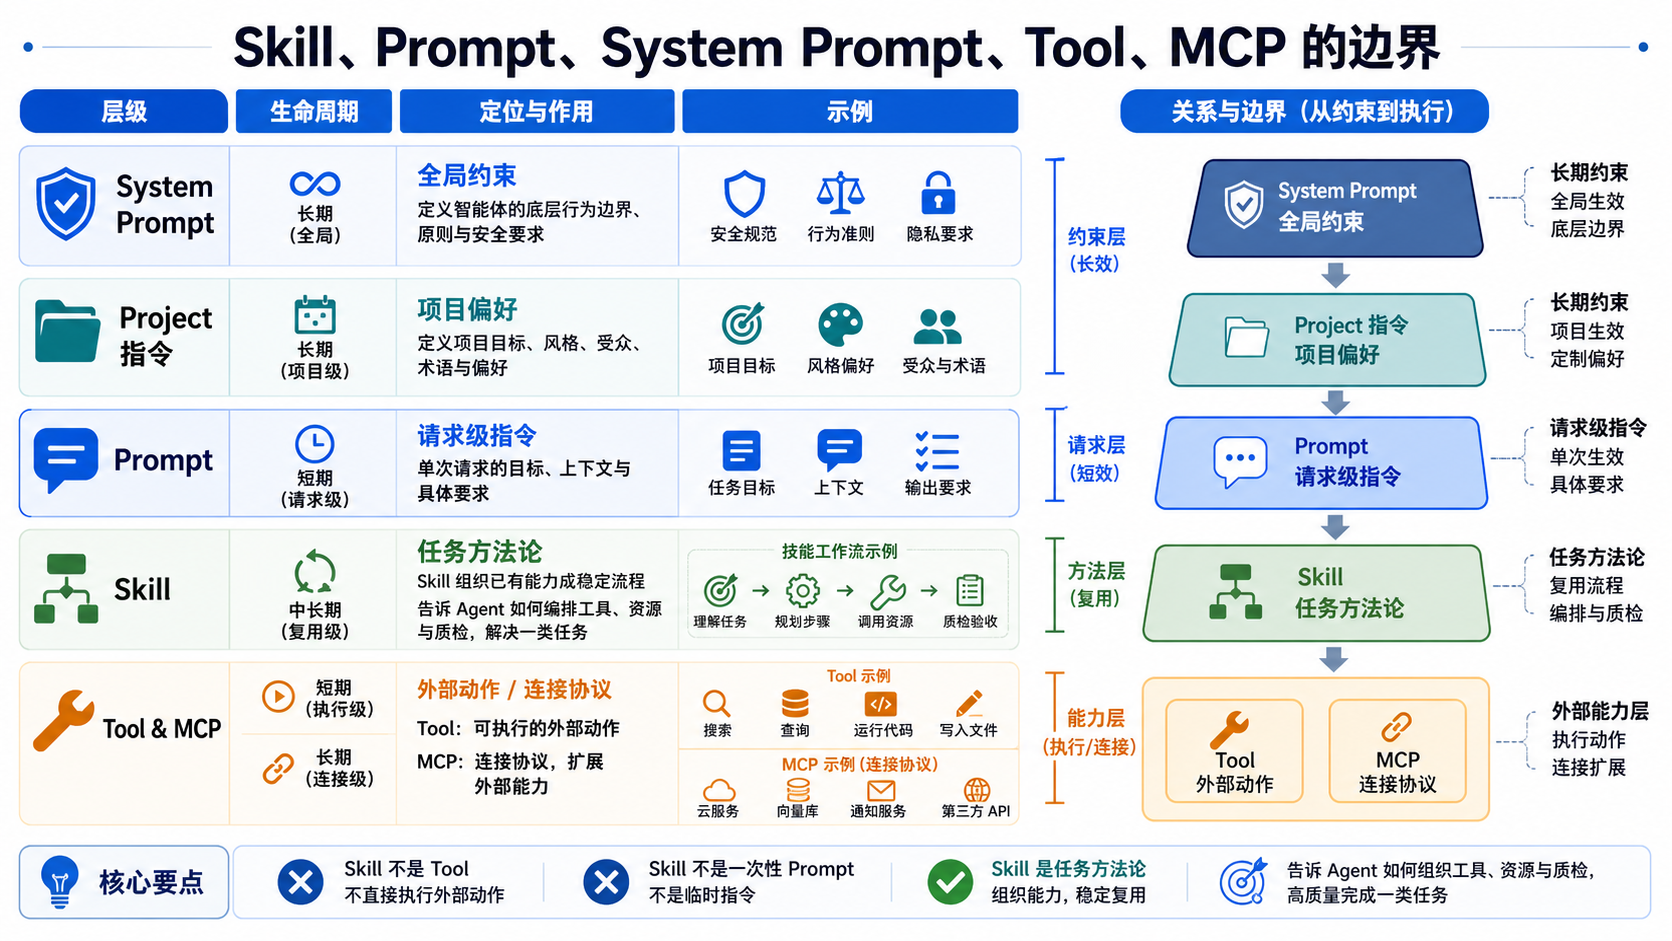 Skill、Prompt、System Prompt、Tool、MCP 的边界
层级
生命周期
定位与作用
示例
System
Prompt
长期
（全局）
全局约束
定义智能体的底层行为边界、
原则与安全要求
安全规范
行为准则
隐私要求
Project
指令
长期
（项目级）
项目偏好
定义项目目标、风格、受众、
术语与偏好
项目目标
风格偏好
受众与术语
Prompt
短期
（请求级）
请求级指令
单次请求的目标、上下文与
具体要求
任务目标
上下文
输出要求
Skill
中长期
（复用级）
任务方法论
Skill 组织已有能力成稳定流程
告诉 Agent 如何编排工具、资源
与质检，解决一类任务
技能工作流示例
理解任务
规划步骤
调用资源
质检验收
Tool & MCP
短期
（执行级）
长期
（连接级）
外部动作 / 连接协议
Tool：可执行的外部动作
MCP：连接协议，扩展
外部能力
Tool 示例
搜索
查询
运行代码
写入文件
MCP 示例（连接协议）
云服务
向量库
通知服务
第三方 API
约束层
（长效）
请求层
（短效）
方法层
（复用）
能力层
（执行/连接）
关系与边界（从约束到执行）
System Prompt
全局约束
长期约束
全局生效
底层边界
Project 指令
项目偏好
长期约束
项目生效
定制偏好
Prompt
请求级指令
请求级指令
单次生效
具体要求
Skill
任务方法论
任务方法论
复用流程
编排与质检
Tool
外部动作
MCP
连接协议
外部能力层
执行动作
连接扩展
核心要点
Skill 不是 Tool
不直接执行外部动作
Skill 不是一次性 Prompt
不是临时指令
Skill 是任务方法论
组织能力，稳定复用
告诉 Agent 如何组织工具、资源与质检，
高质量完成一类任务